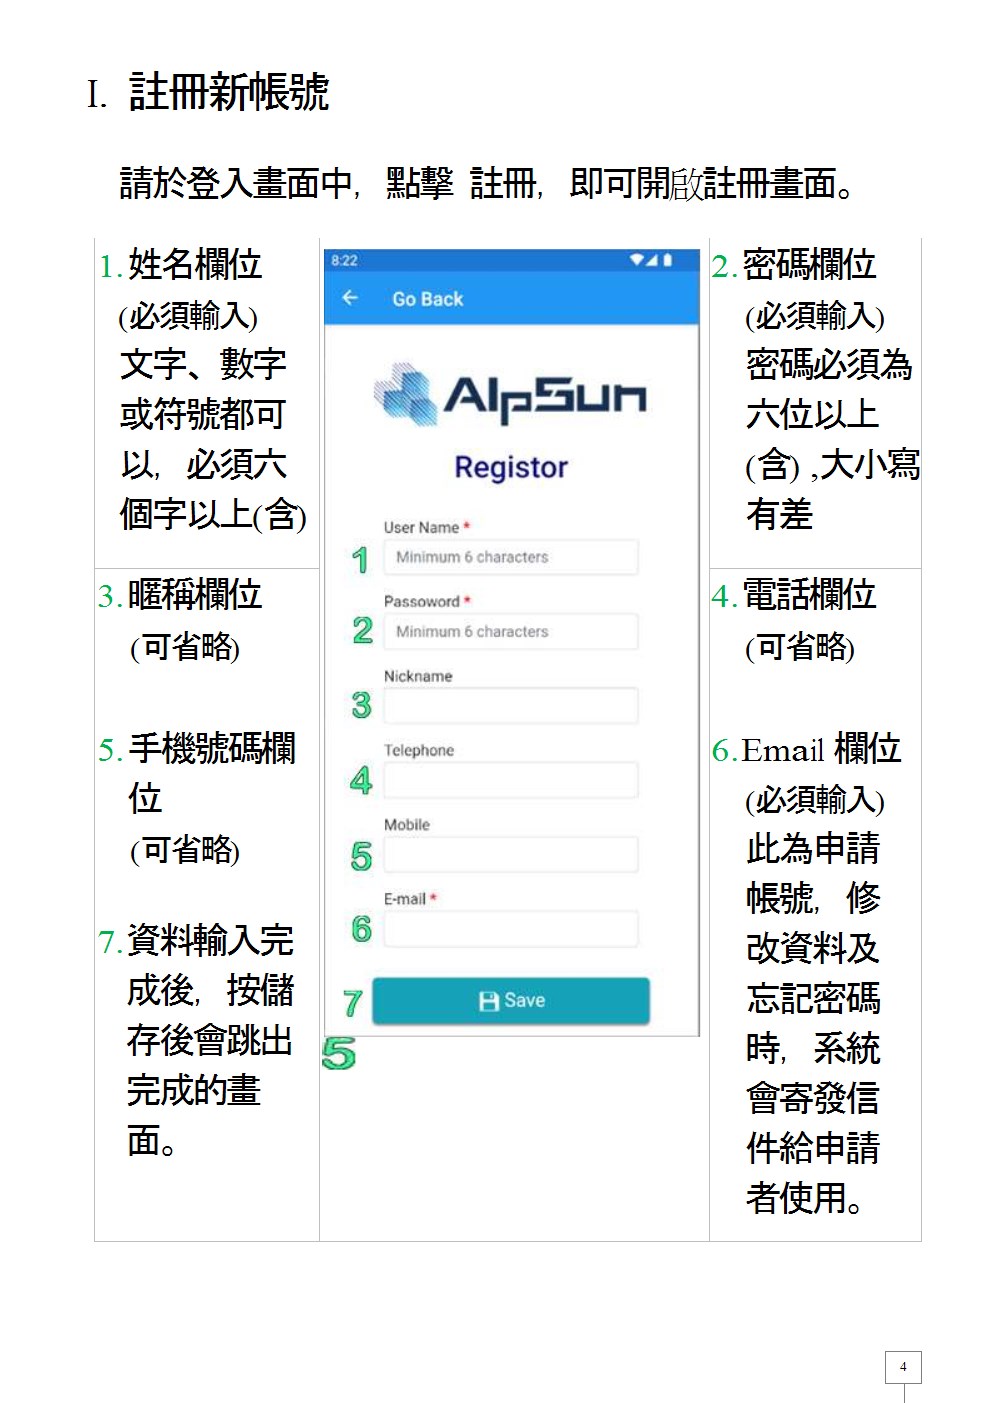 I. 註冊新帳號
請於登入畫面中, 點擊 註冊, 即可開啟註冊畫面。
1. 姓名欄位
(必須輸入)
文字、數字
或符號都可
以, 必須六
個字以上(含)
8:22
Go Back
AlpSun
Registor
User Name *
1 Minimum 6 characters
Passoword *
2 Minimum 6 characters
Nickname
3
Telephone
4
Mobile
5
E-mail *
6
7 Save
5
2. 密碼欄位
(必須輸入)
密碼必須為
六位以上
(含) ,大小寫
有差
3. 暱稱欄位
(可省略)
4. 電話欄位
(可省略)
5. 手機號碼欄
位
(可省略)
6. Email 欄位
(必須輸入)
此為申請
帳號, 修
改資料及
忘記密碼
時, 系統
會寄發信
件給申請
者使用。
7. 資料輸入完
成後, 按儲
存後會跳出
完成的畫
面。
4